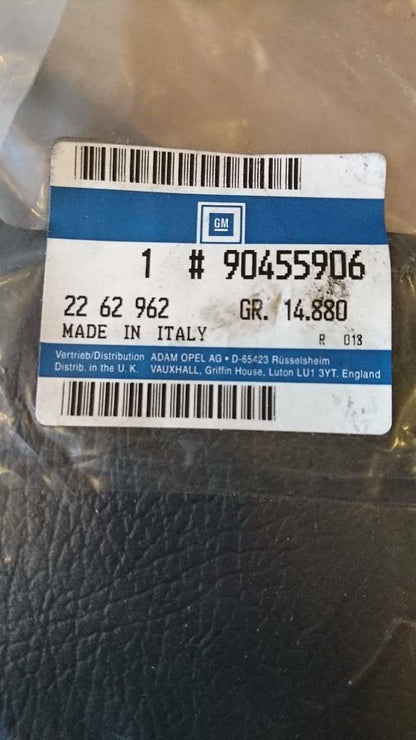 GM
1 # 90455906
22 62 962 GR. 14.880
MADE IN ITALY R 018
Vertrieb/Distribution ADAM OPEL AG • D-65423 Rüsselsheim
Distrib. in the U. K. VAUXHALL, Griffin House, Luton LU1 3YT. England